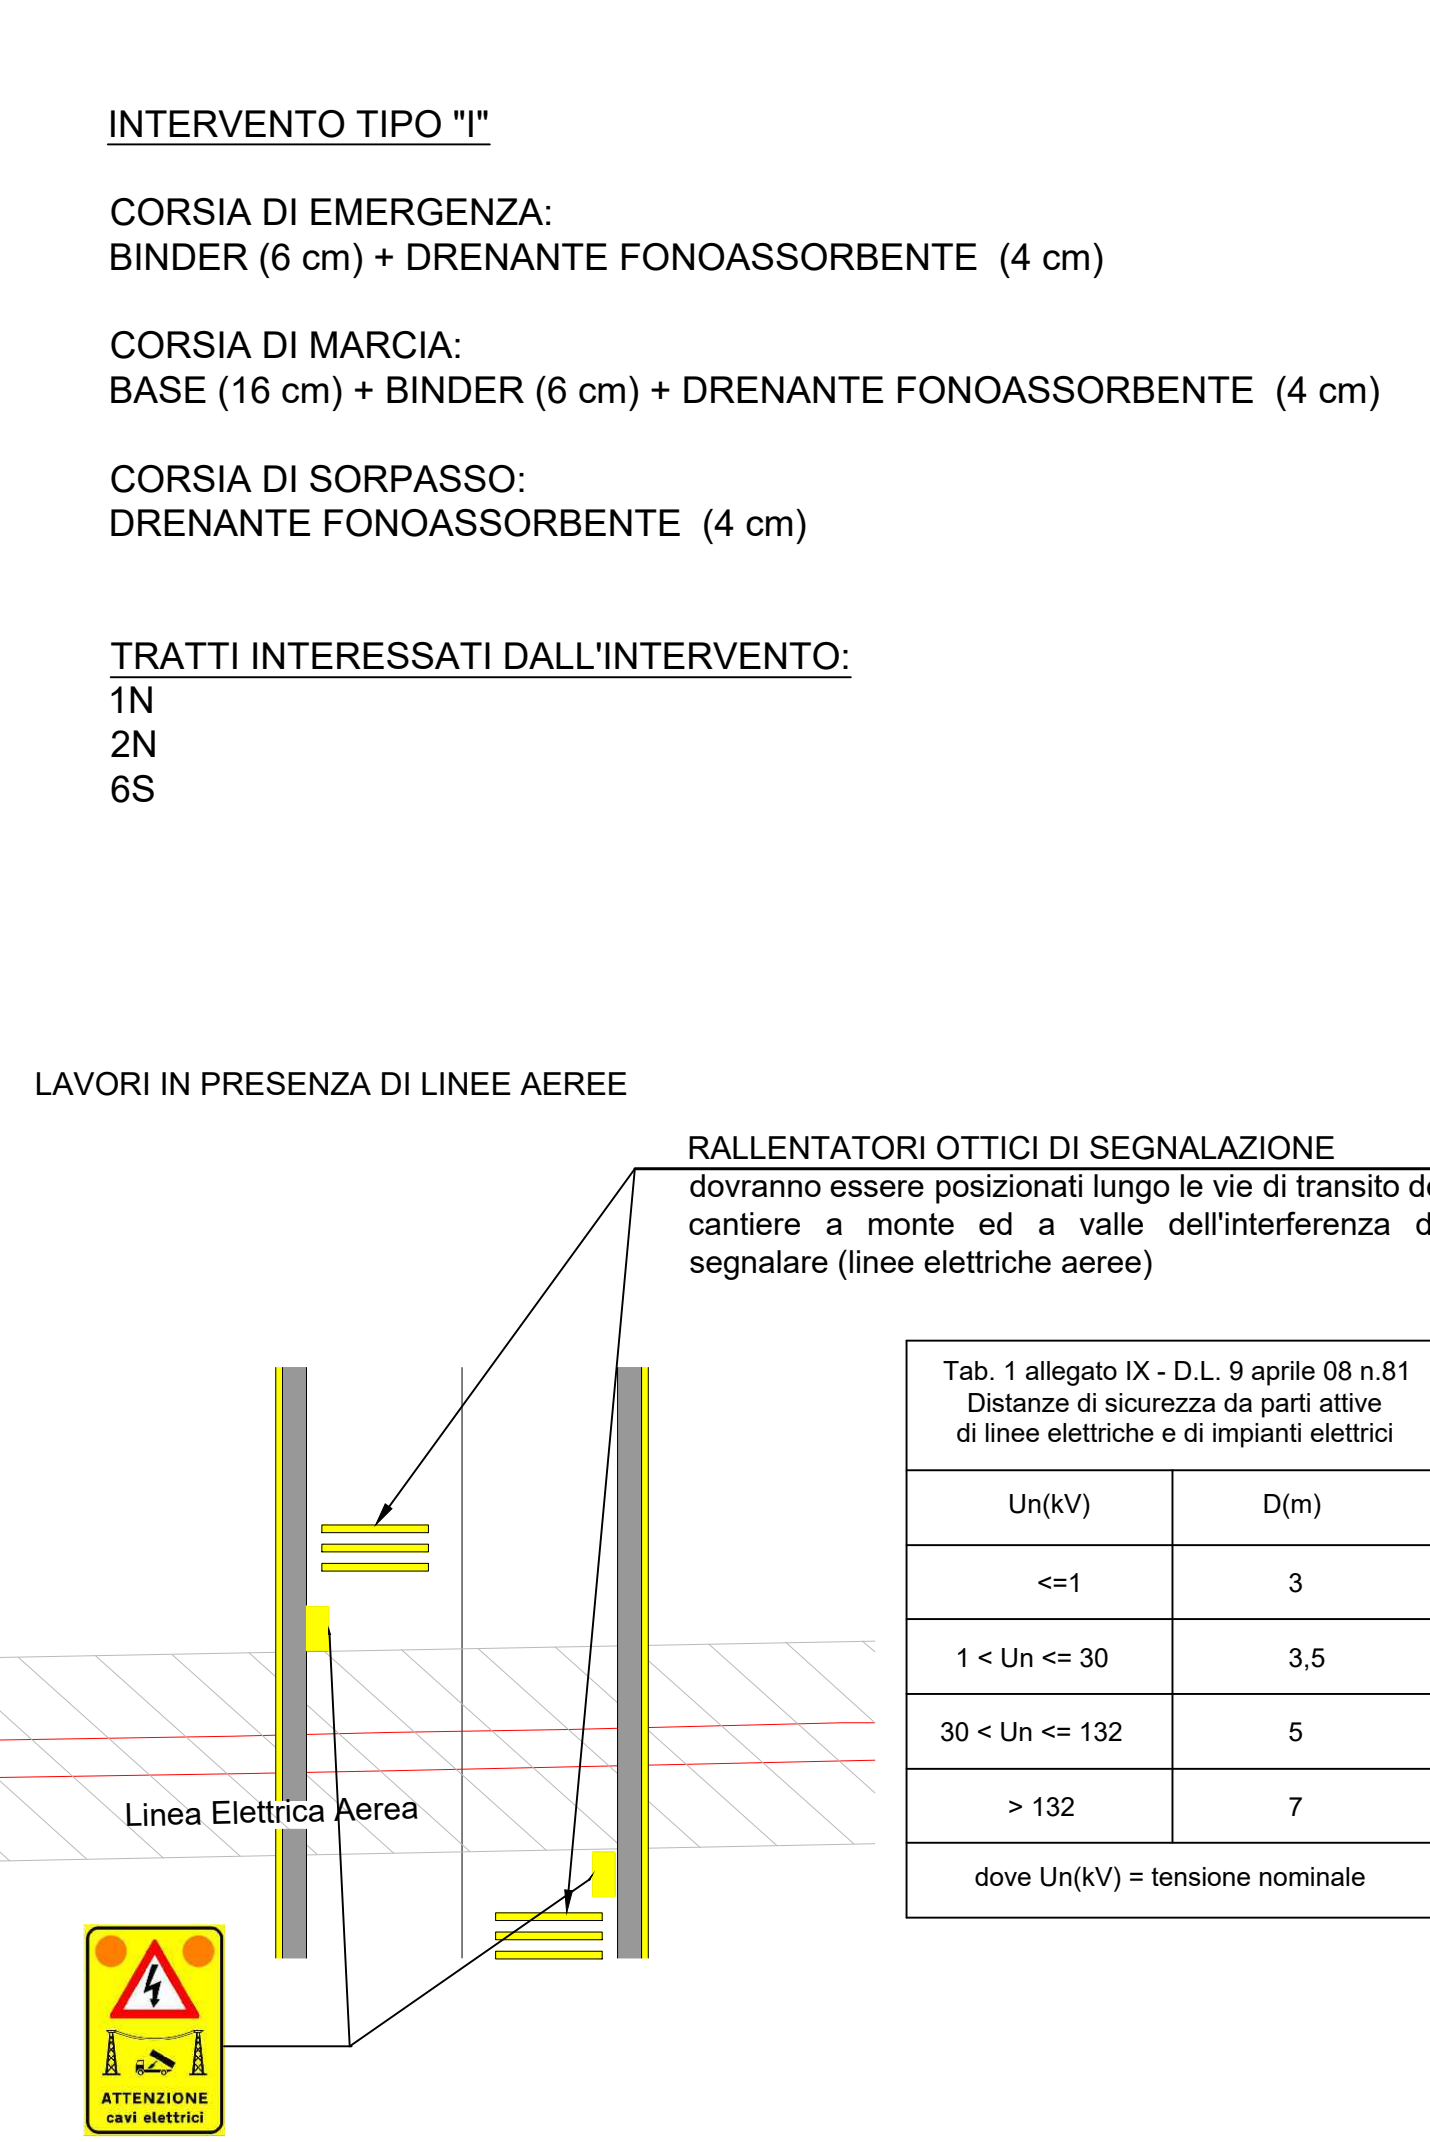 INTERVENTO TIPO "I"
CORSIA DI EMERGENZA:
BINDER (6 cm) + DRENANTE FONOASSORBENTE (4 cm)
CORSIA DI MARCIA:
BASE (16 cm) + BINDER (6 cm) + DRENANTE FONOASSORBENTE (4 cm)
CORSIA DI SORPASSO:
DRENANTE FONOASSORBENTE (4 cm)
TRATTI INTERESSATI DALL'INTERVENTO:
1N
2N
6S
LAVORI IN PRESENZA DI LINEE AEREE
RALLENTATORI OTTICI DI SEGNALAZIONE
dovranno essere posizionati lungo le vie di transito
cantiere a monte ed a valle dell'interferenza
segnalare (linee elettriche aeree)
Tab. 1 allegato IX - D.L. 9 aprile 08 n.81
Distanze di sicurezza da parti attive
di linee elettriche e di impianti elettrici
Un(kV) D(m)
<=1 3
1 < Un <= 30 3,5
30 < Un <= 132 5
> 132 7
dove Un(kV) = tensione nominale
Linea Elettrica Aerea
ATTENZIONE
cavi elettrici